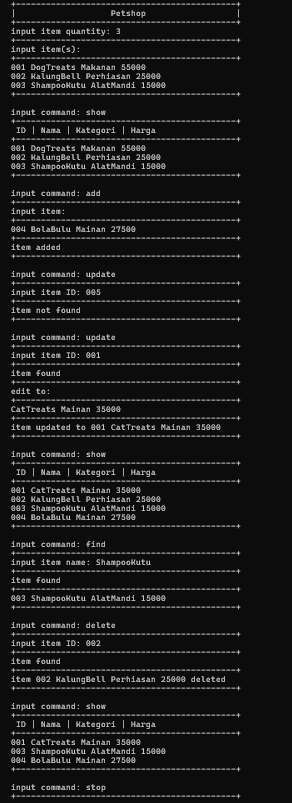 +--------------------------------------------+
|                  Petshop                   |
+--------------------------------------------+
input item quantity: 3
+--------------------------------------------+
input item(s):
+--------------------------------------------+
001 DogTreats Makanan 55000
002 KalungBell Perhiasan 25000
003 ShampooKutu AlatMandi 15000
+--------------------------------------------+
input command: show
+--------------------------------------------+
ID | Nama | Kategori | Harga
+--------------------------------------------+
001 DogTreats Makanan 55000
002 KalungBell Perhiasan 25000
003 ShampooKutu AlatMandi 15000
+--------------------------------------------+
input command: add
+--------------------------------------------+
input item:
+--------------------------------------------+
004 BolaBulu Mainan 27500
+--------------------------------------------+
item added
+--------------------------------------------+
input command: update
+--------------------------------------------+
input item ID: 005
+--------------------------------------------+
item not found
+--------------------------------------------+
input command: update
+--------------------------------------------+
input item ID: 001
+--------------------------------------------+
item found
+--------------------------------------------+
edit to:
+--------------------------------------------+
CatTreats Mainan 35000
+--------------------------------------------+
item updated to 001 CatTreats Mainan 35000
+--------------------------------------------+
input command: show
+--------------------------------------------+
ID | Nama | Kategori | Harga
+--------------------------------------------+
001 CatTreats Mainan 35000
002 KalungBell Perhiasan 25000
003 ShampooKutu AlatMandi 15000
004 BolaBulu Mainan 27500
+--------------------------------------------+
input command: find
+--------------------------------------------+
input item name: ShampooKutu
+--------------------------------------------+
item found
+--------------------------------------------+
003 ShampooKutu AlatMandi 15000
+--------------------------------------------+
input command: delete
+--------------------------------------------+
input item ID: 002
+--------------------------------------------+
item found
+--------------------------------------------+
item 002 KalungBell Perhiasan 25000 deleted
+--------------------------------------------+
input command: show
+--------------------------------------------+
ID | Nama | Kategori | Harga
+--------------------------------------------+
001 CatTreats Mainan 35000
003 ShampooKutu AlatMandi 15000
004 BolaBulu Mainan 27500
+--------------------------------------------+
input command: stop
+--------------------------------------------+